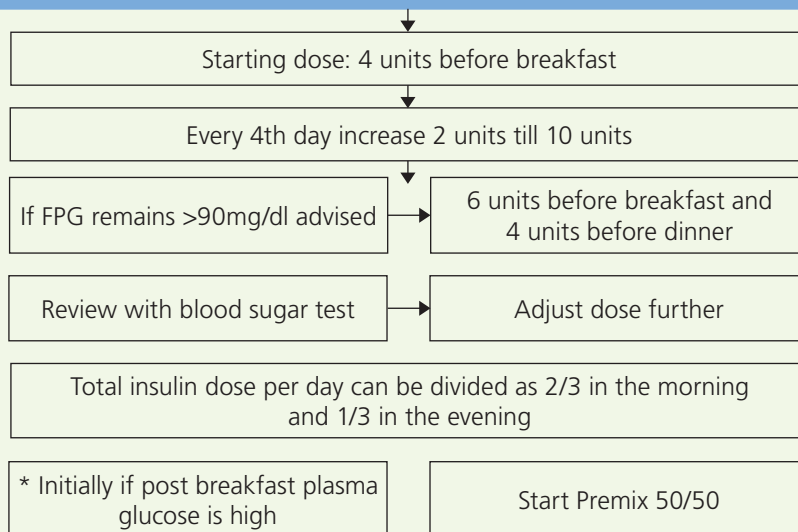 Starting dose: 4 units before breakfast
Every 4th day increase 2 units till 10 units
If FPG remains >90mg/dl advised
6 units before breakfast and
4 units before dinner
Review with blood sugar test
Adjust dose further
Total insulin dose per day can be divided as 2/3 in the morning
and 1/3 in the evening
* Initially if post breakfast plasma
glucose is high
Start Premix 50/50